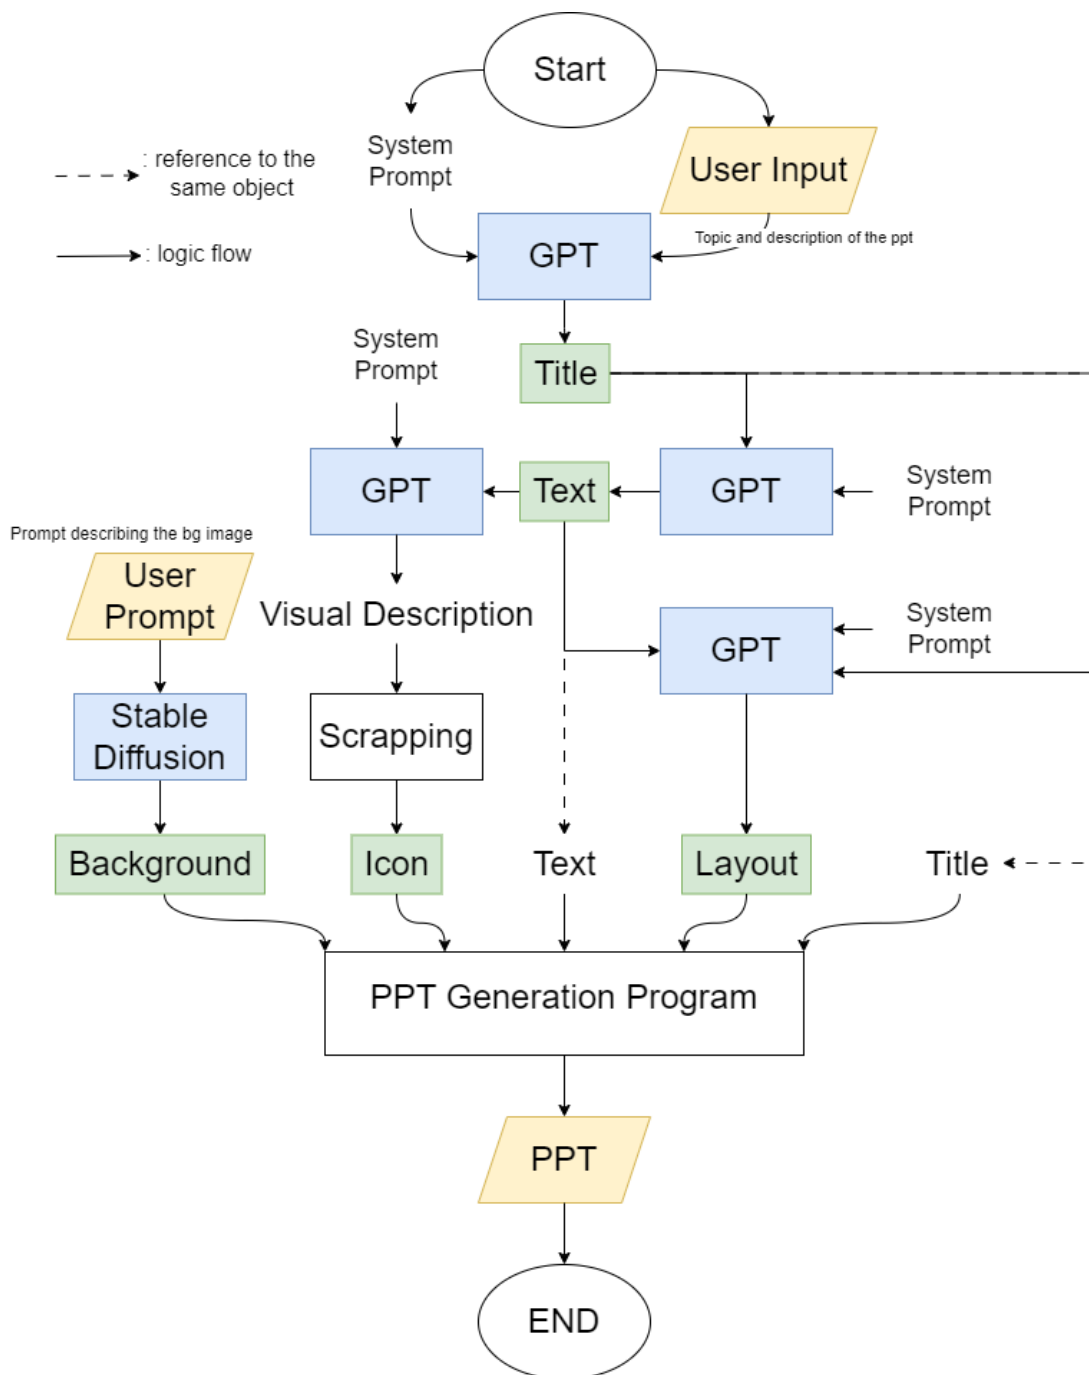 Start
System
Prompt
User Input
: reference to the
same object
Topic and description of the ppt
: logic flow
GPT
System
Prompt
Title
GPT
Text
GPT
System
Prompt
Prompt describing the bg image
User
Prompt
Visual Description
GPT
System
Prompt
Stable
Diffusion
Scrapping
Background
Icon
Text
Layout
Title
PPT Generation Program
PPT
END